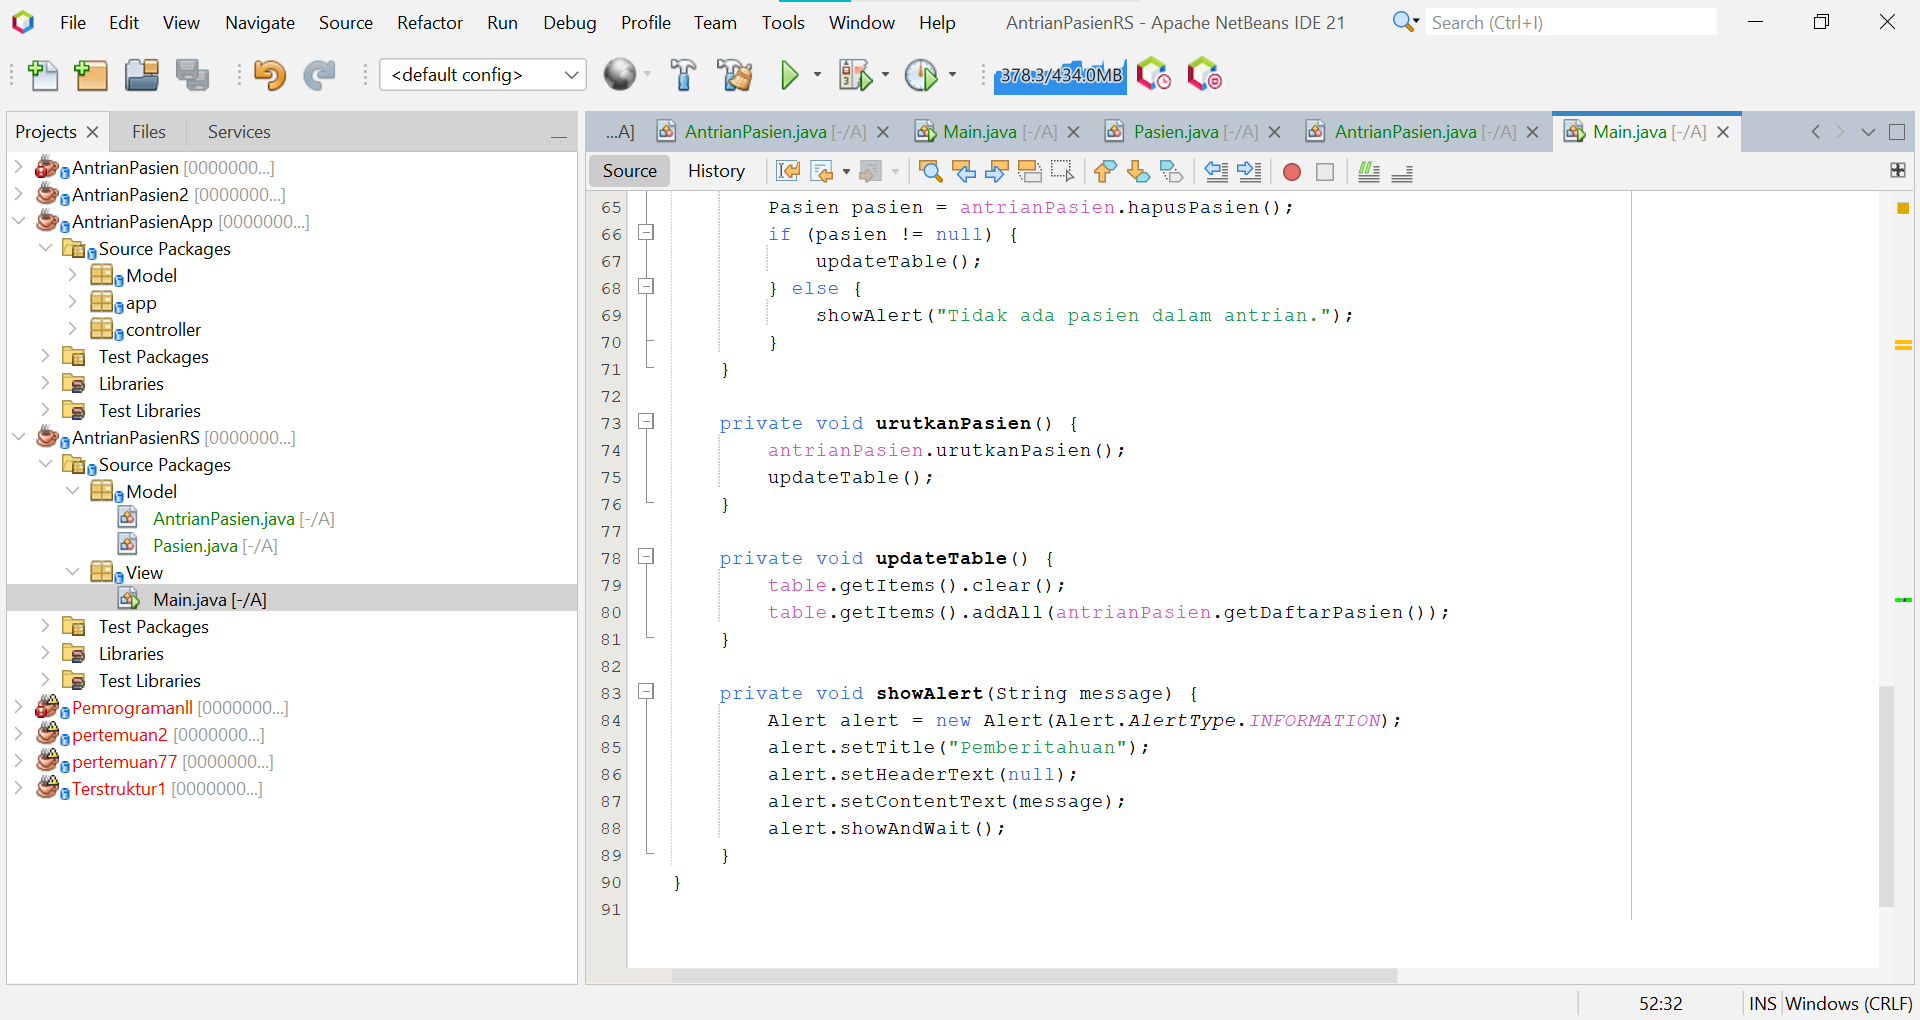 File Edit View Navigate Source Refactor Run Debug Profile Team Tools Window Help AntrianPasienRS - Apache NetBeans IDE 21 Search (Ctrl+I)
<default config> 378.3/434.0MB
Projects Files Services
AntrianPasien [0000000...]
AntrianPasien2 [0000000...]
AntrianPasienApp [0000000...]
Source Packages
Model
app
controller
Test Packages
Libraries
Test Libraries
AntrianPasienRS [0000000...]
Source Packages
Model
AntrianPasien.java [-/A]
Pasien.java [-/A]
View
Main.java [-/A]
Test Packages
Libraries
Test Libraries
PemrogramanII [0000000...]
pertemuan2 [0000000...]
pertemuan77 [0000000...]
Terstruktur1 [0000000...]
...A] AntrianPasien.java [-/A] Main.java [-/A] Pasien.java [-/A] AntrianPasien.java [-/A] Main.java [-/A]
Source History
65 Pasien pasien = antrianPasien.hapusPasien();
66 if (pasien != null) {
67 updateTable();
68 } else {
69 showAlert("Tidak ada pasien dalam antrian.");
70 }
71 }
72
73 private void urutkanPasien() {
74 antrianPasien.urutkanPasien();
75 updateTable();
76 }
77
78 private void updateTable() {
79 table.getItems().clear();
80 table.getItems().addAll(antrianPasien.getDaftarPasien());
81 }
82
83 private void showAlert(String message) {
84 Alert alert = new Alert(Alert.AlertType.INFORMATION);
85 alert.setTitle("Pemberitahuan");
86 alert.setHeaderText(null);
87 alert.setContentText(message);
88 alert.showAndWait();
89 }
90 }
91
52:32 INS Windows (CRLF)